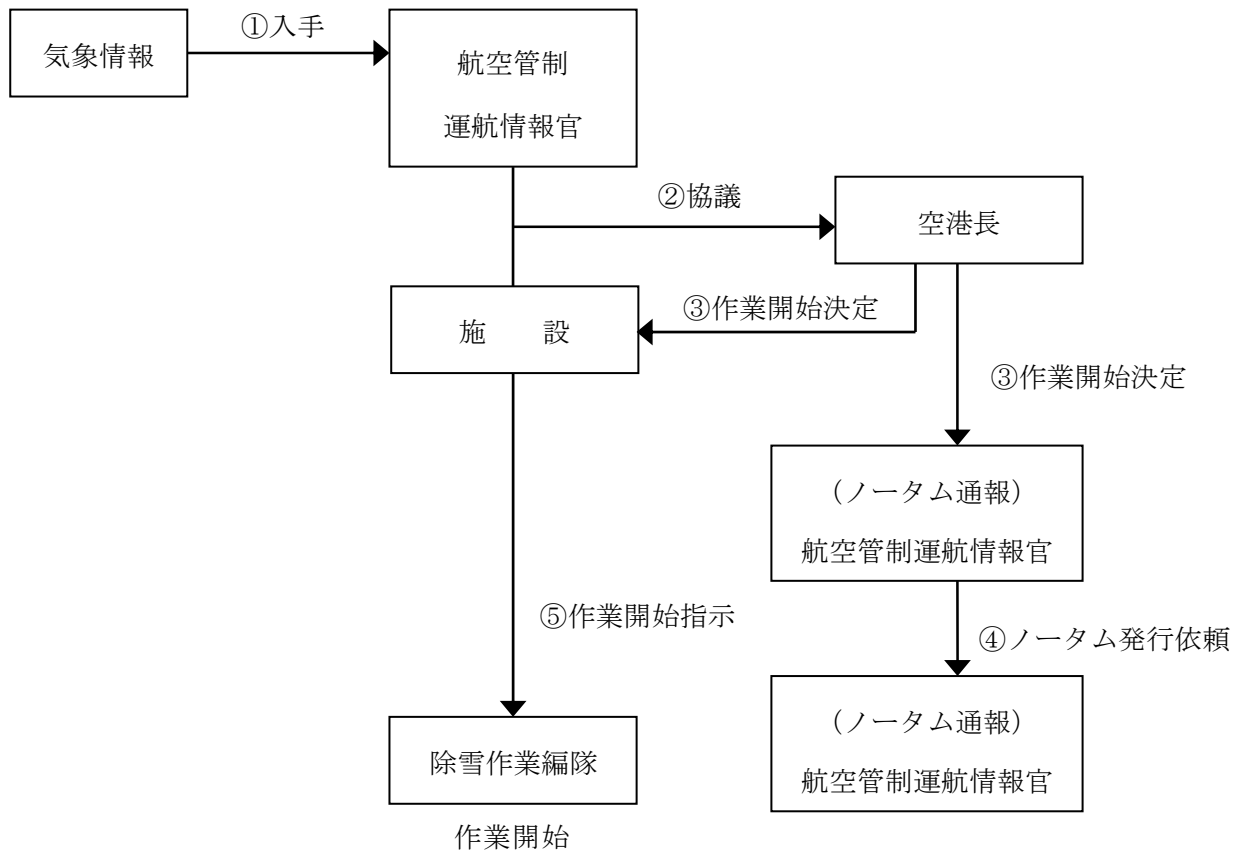 ①入手
気象情報
航空管制
運航情報官
②協議
空港長
③作業開始決定
施　　設
③作業開始決定
（ノータム通報）
航空管制運航情報官
⑤作業開始指示
④ノータム発行依頼
（ノータム通報）
航空管制運航情報官
除雪作業編隊
作業開始